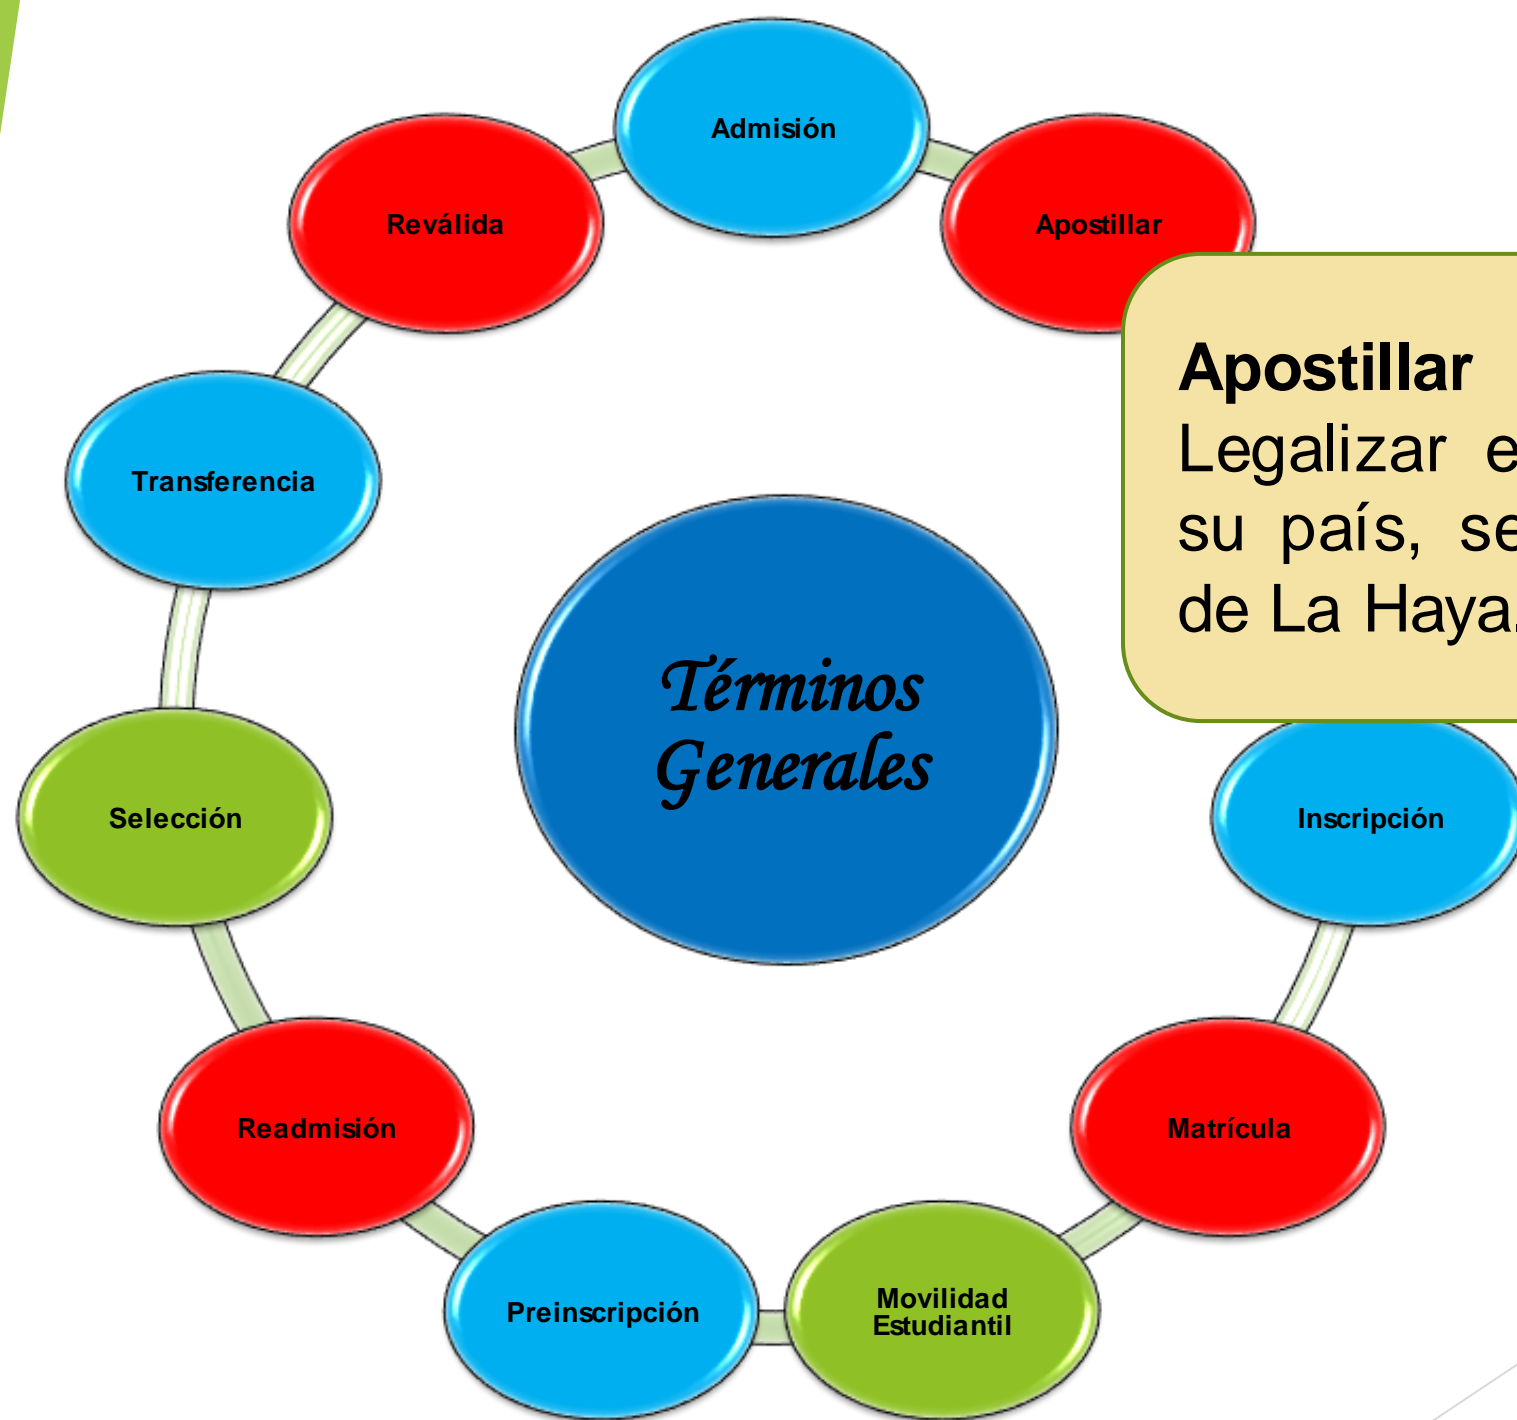 Admisión
Reválida
Apostillar
Apostillar
Legalizar
su país,
de La Haya.
Transferencia
Términos
Generales
Selección
Inscripción
Readmisión
Matrícula
Preinscripción
Movilidad
Estudiantil